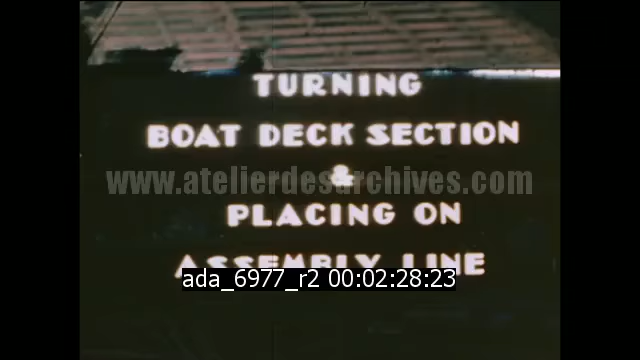 TURNING
BOAT DECK SECTION
&
www.atelierdesarchives.com
PLACING ON
ASSEMBLY LINE
ada_6977_r2 00:02:28:23